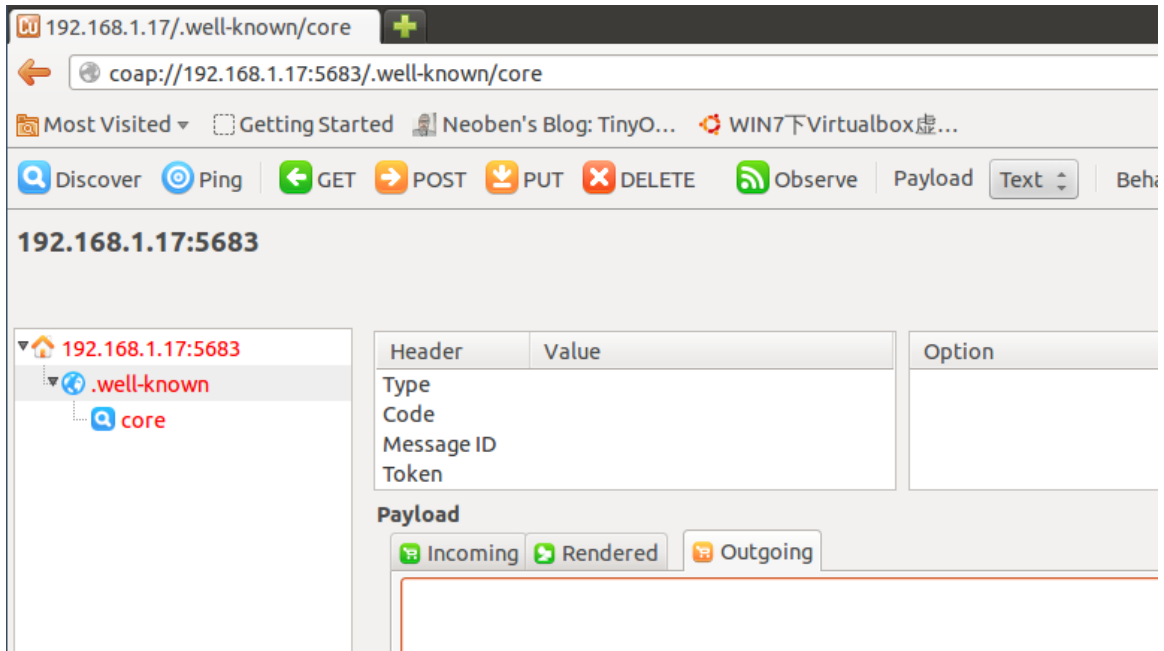 192.168.1.17/.well-known/core
coap://192.168.1.17:5683/.well-known/core
Most Visited Getting Started Neoben's Blog: TinyO... WIN7下Virtualbox虚...
Discover Ping GET POST PUT DELETE Observe Payload Text Beha
192.168.1.17:5683
192.168.1.17:5683
.well-known
core
Header Value
Type
Code
Message ID
Token
Option
Payload
Incoming Rendered Outgoing